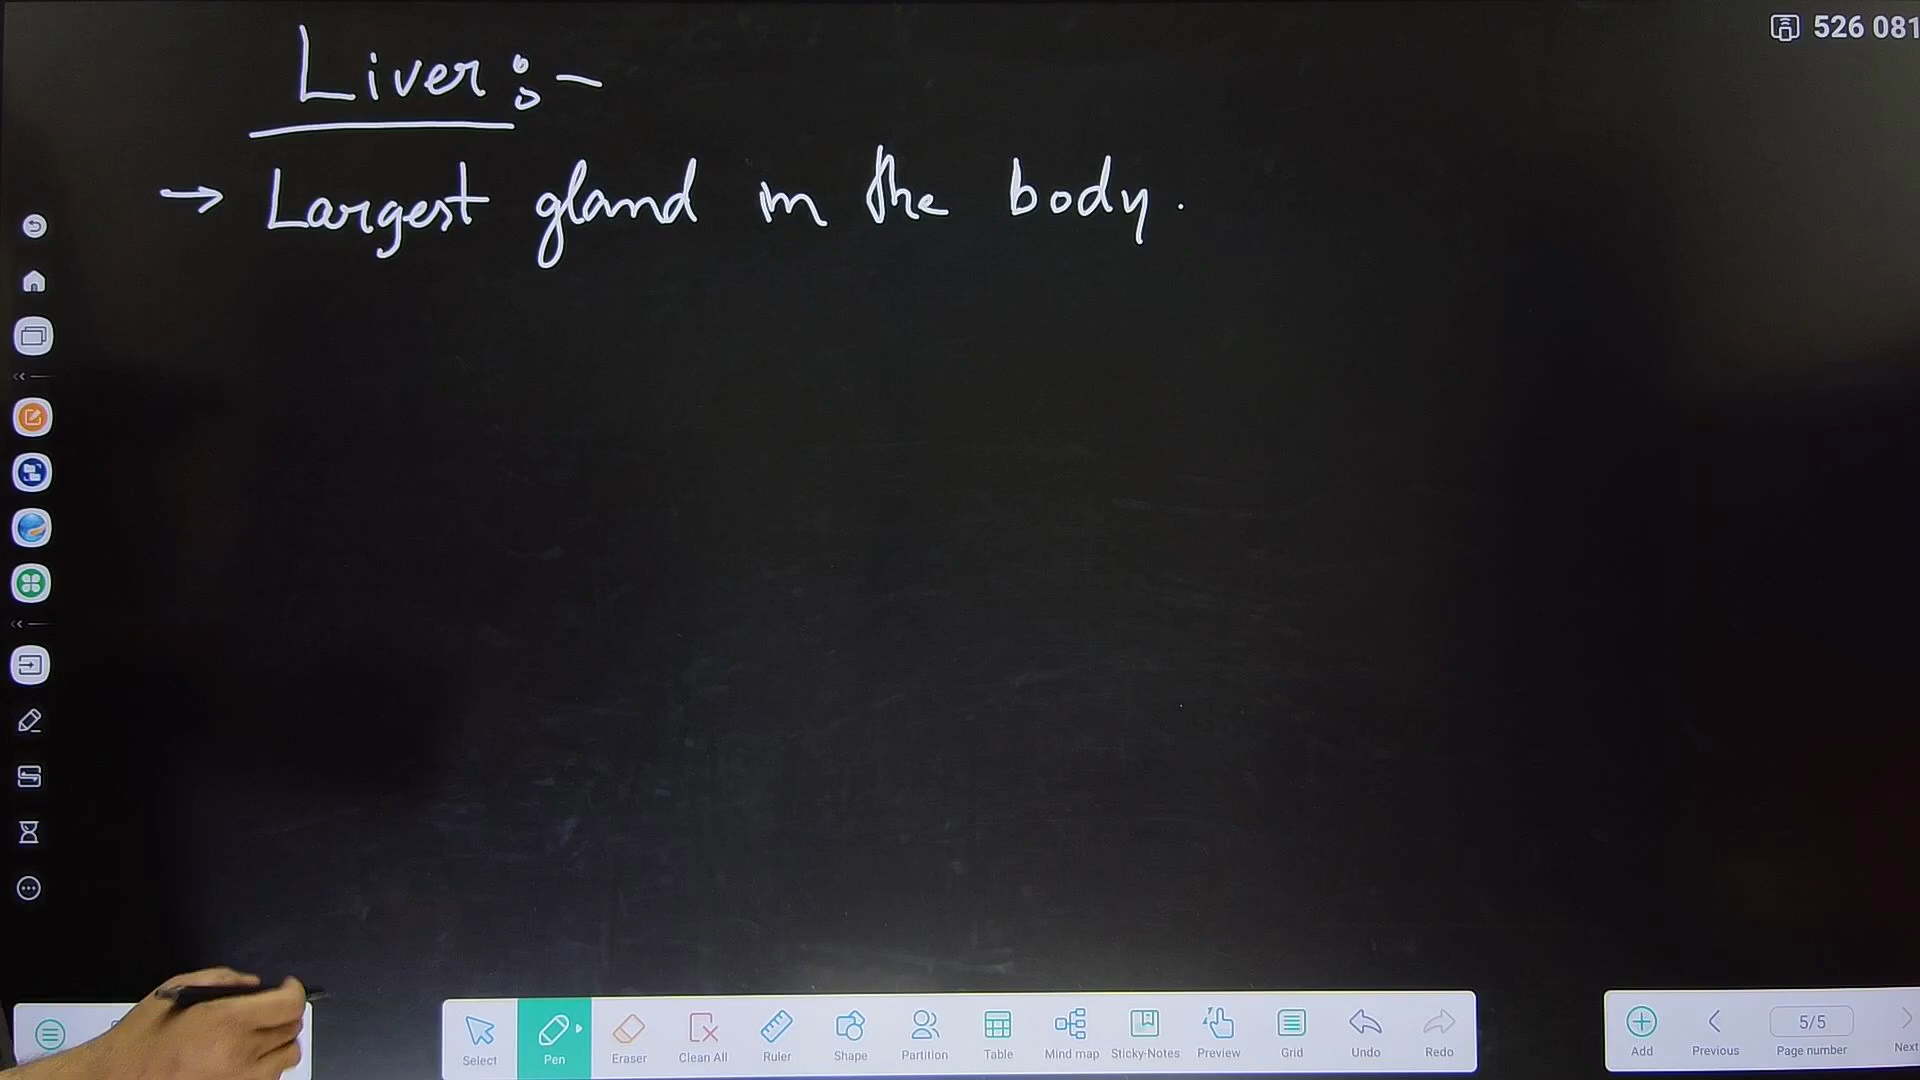 526 081
Liver :-
→ Largest gland in the body.
Select Pen Eraser Clean All Ruler Shape Partition Table Mind map Sticky-Notes Preview Grid Undo Redo
Add Previous 5/5 Page number Next